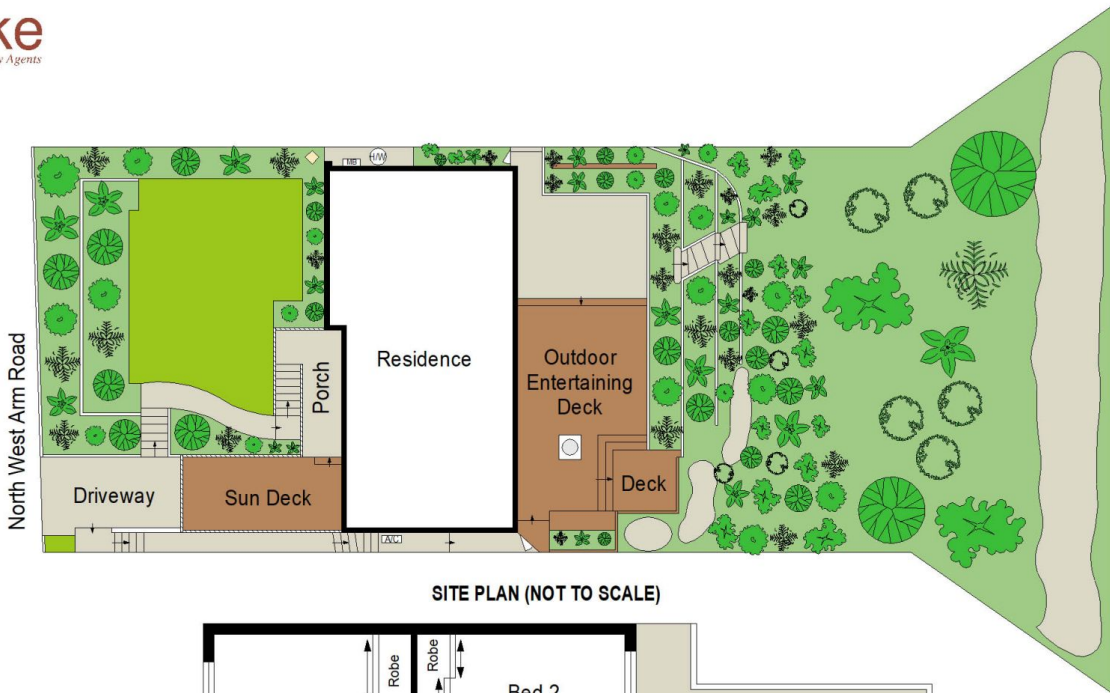 ke
y Agents
MB
H/W
North West Arm Road
Residence
Porch
Outdoor
Entertaining
Deck
Driveway
Sun Deck
Deck
A/C
SITE PLAN (NOT TO SCALE)
Robe
Robe
Bed 2